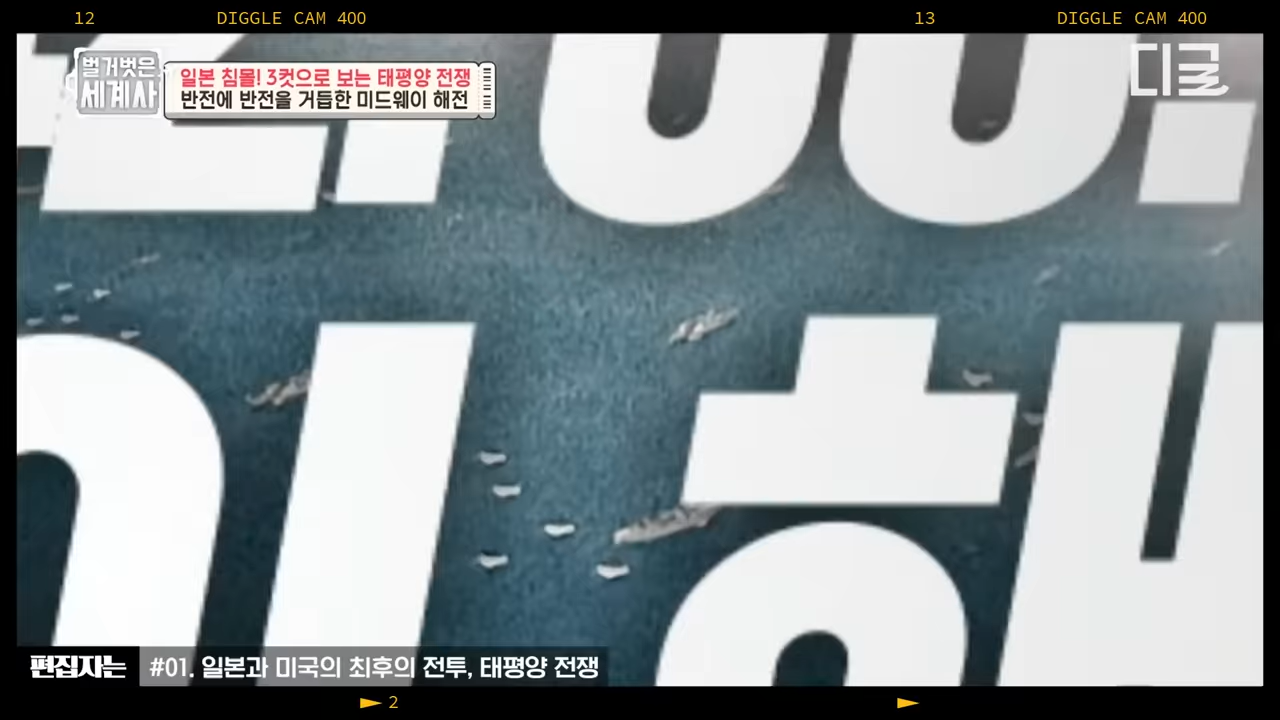 12 DIGGLE CAM 400 13 DIGGLE CAM 400
벌거벗은
세계사
일본 침몰! 3컷으로 보는 태평양 전쟁
반전에 반전을 거듭한 미드웨이 해전
디글
편집자는 #01. 일본과 미국의 최후의 전투, 태평양 전쟁
2